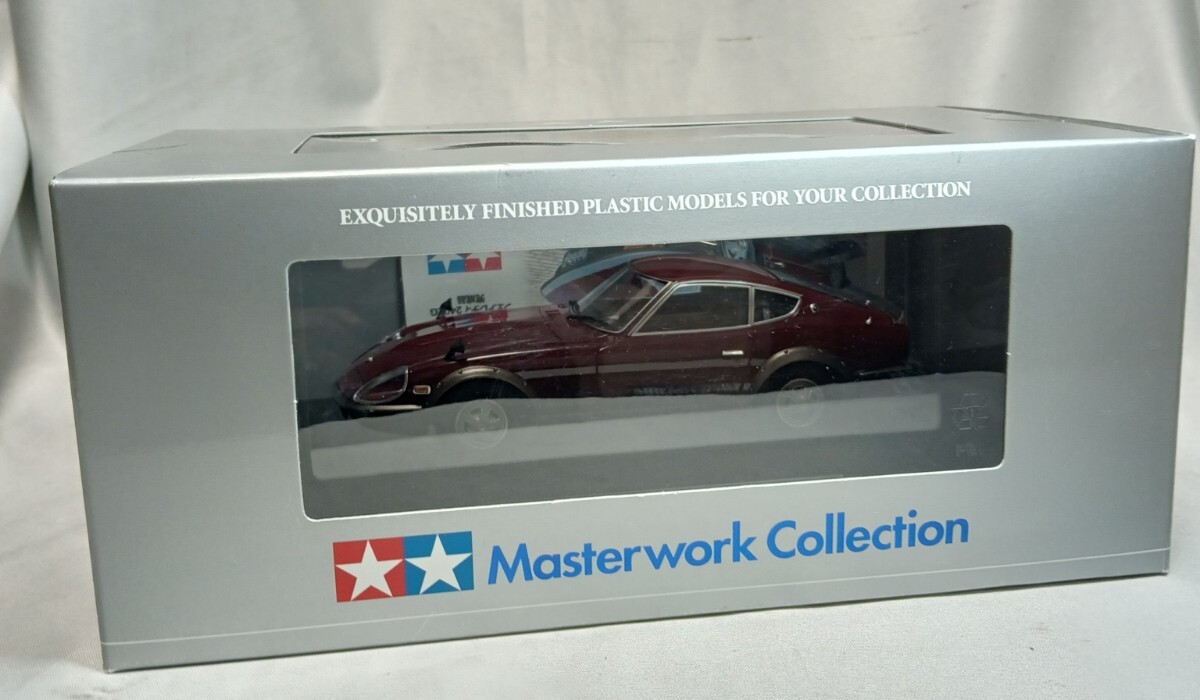 EXQUISITELY FINISHED PLASTIC MODELS FOR YOUR COLLECTION
Masterwork Collection